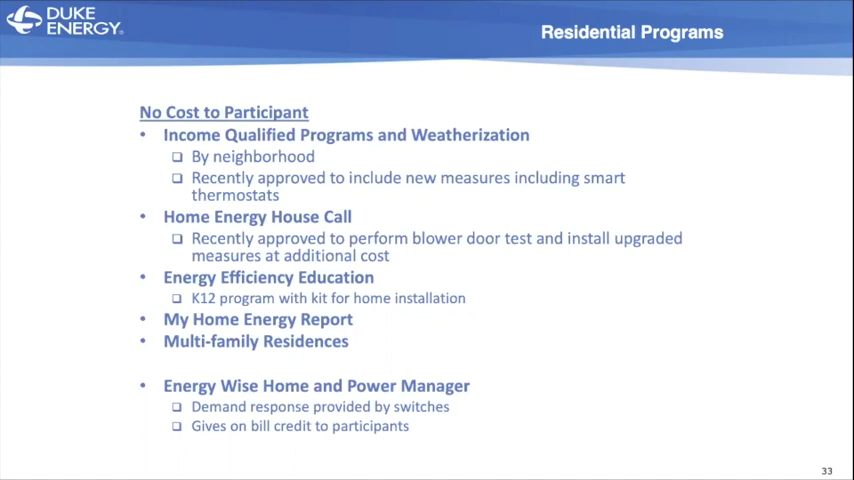 DUKE
ENERGY®
Residential Programs
No Cost to Participant
• Income Qualified Programs and Weatherization
❑ By neighborhood
❑ Recently approved to include new measures including smart
thermostats
• Home Energy House Call
❑ Recently approved to perform blower door test and install upgraded
measures at additional cost
• Energy Efficiency Education
❑ K12 program with kit for home installation
• My Home Energy Report
• Multi-family Residences
• Energy Wise Home and Power Manager
❑ Demand response provided by switches
❑ Gives on bill credit to participants
33